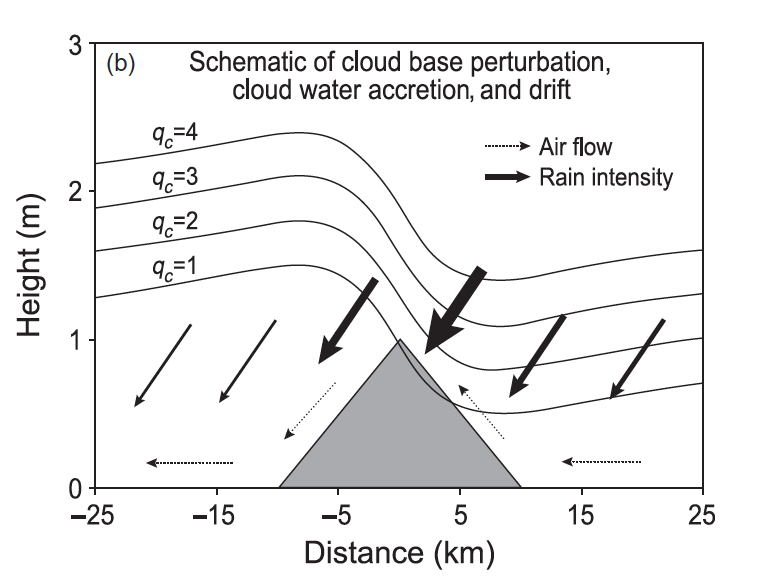 (b) Schematic of cloud base perturbation,
cloud water accretion, and drift
Air flow
Rain intensity
q_c=4
q_c=3
q_c=2
q_c=1
Height (m)
3
2
1
0
–25 –15 –5 5 15 25
Distance (km)